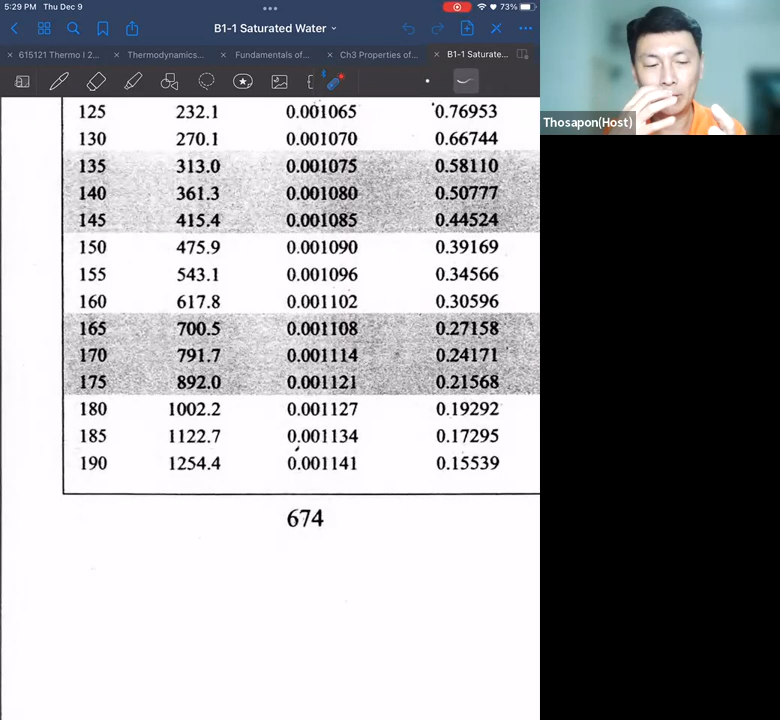 5:29 PM Thu Dec 9
73%
B1-1 Saturated Water
615121 Thermo I 2...
Thermodynamics...
Fundamentals of...
Ch3 Properties of...
B1-1 Saturate...
125 232.1 0.001065 0.76953
130 270.1 0.001070 0.66744
135 313.0 0.001075 0.58110
140 361.3 0.001080 0.50777
145 415.4 0.001085 0.44524
150 475.9 0.001090 0.39169
155 543.1 0.001096 0.34566
160 617.8 0.001102 0.30596
165 700.5 0.001108 0.27158
170 791.7 0.001114 0.24171
175 892.0 0.001121 0.21568
180 1002.2 0.001127 0.19292
185 1122.7 0.001134 0.17295
190 1254.4 0.001141 0.15539
674
Thosapon(Host)